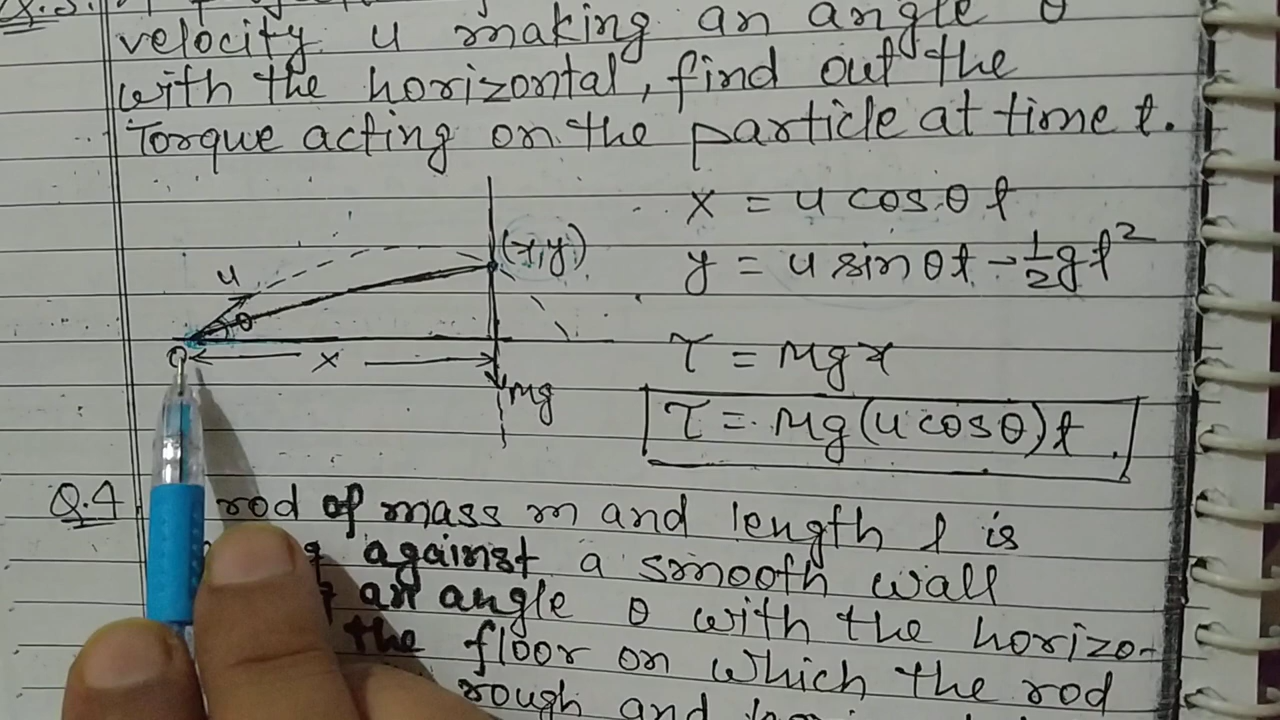 velocity u making an angle θ
with the horizontal, find out the
Torque acting on the particle at time t.
x = u cos θ t
(x,y)
y = u sin θ t - 1/2 g t²
u
θ
τ = Mg x
O
x
Mg
τ = Mg (u cos θ) t
Q.4 rod of mass m and length l is
against a smooth wall
an angle θ with the horizo-
the floor on which the rod
rough and